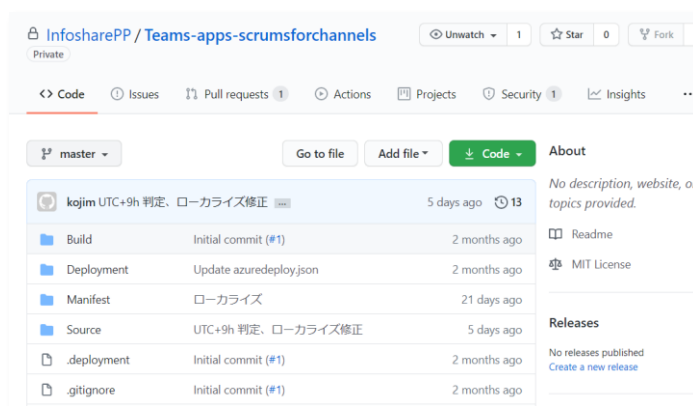 InfosharePP / Teams-apps-scrumsforchannels
Unwatch 1 Star 0 Fork
Private
Code Issues Pull requests 1 Actions Projects Security 1 Insights ...
master Go to file Add file Code
kojim UTC+9h 判定、ローカライズ修正 ... 5 days ago 13
Build Initial commit (#1) 2 months ago
Deployment Update azuredeploy.json 2 months ago
Manifest ローカライズ 21 days ago
Source UTC+9h 判定、ローカライズ修正 5 days ago
.deployment Initial commit (#1) 2 months ago
.gitignore Initial commit (#1) 2 months ago
About
No description, website, o
topics provided.
Readme
MIT License
Releases
No releases published
Create a new release